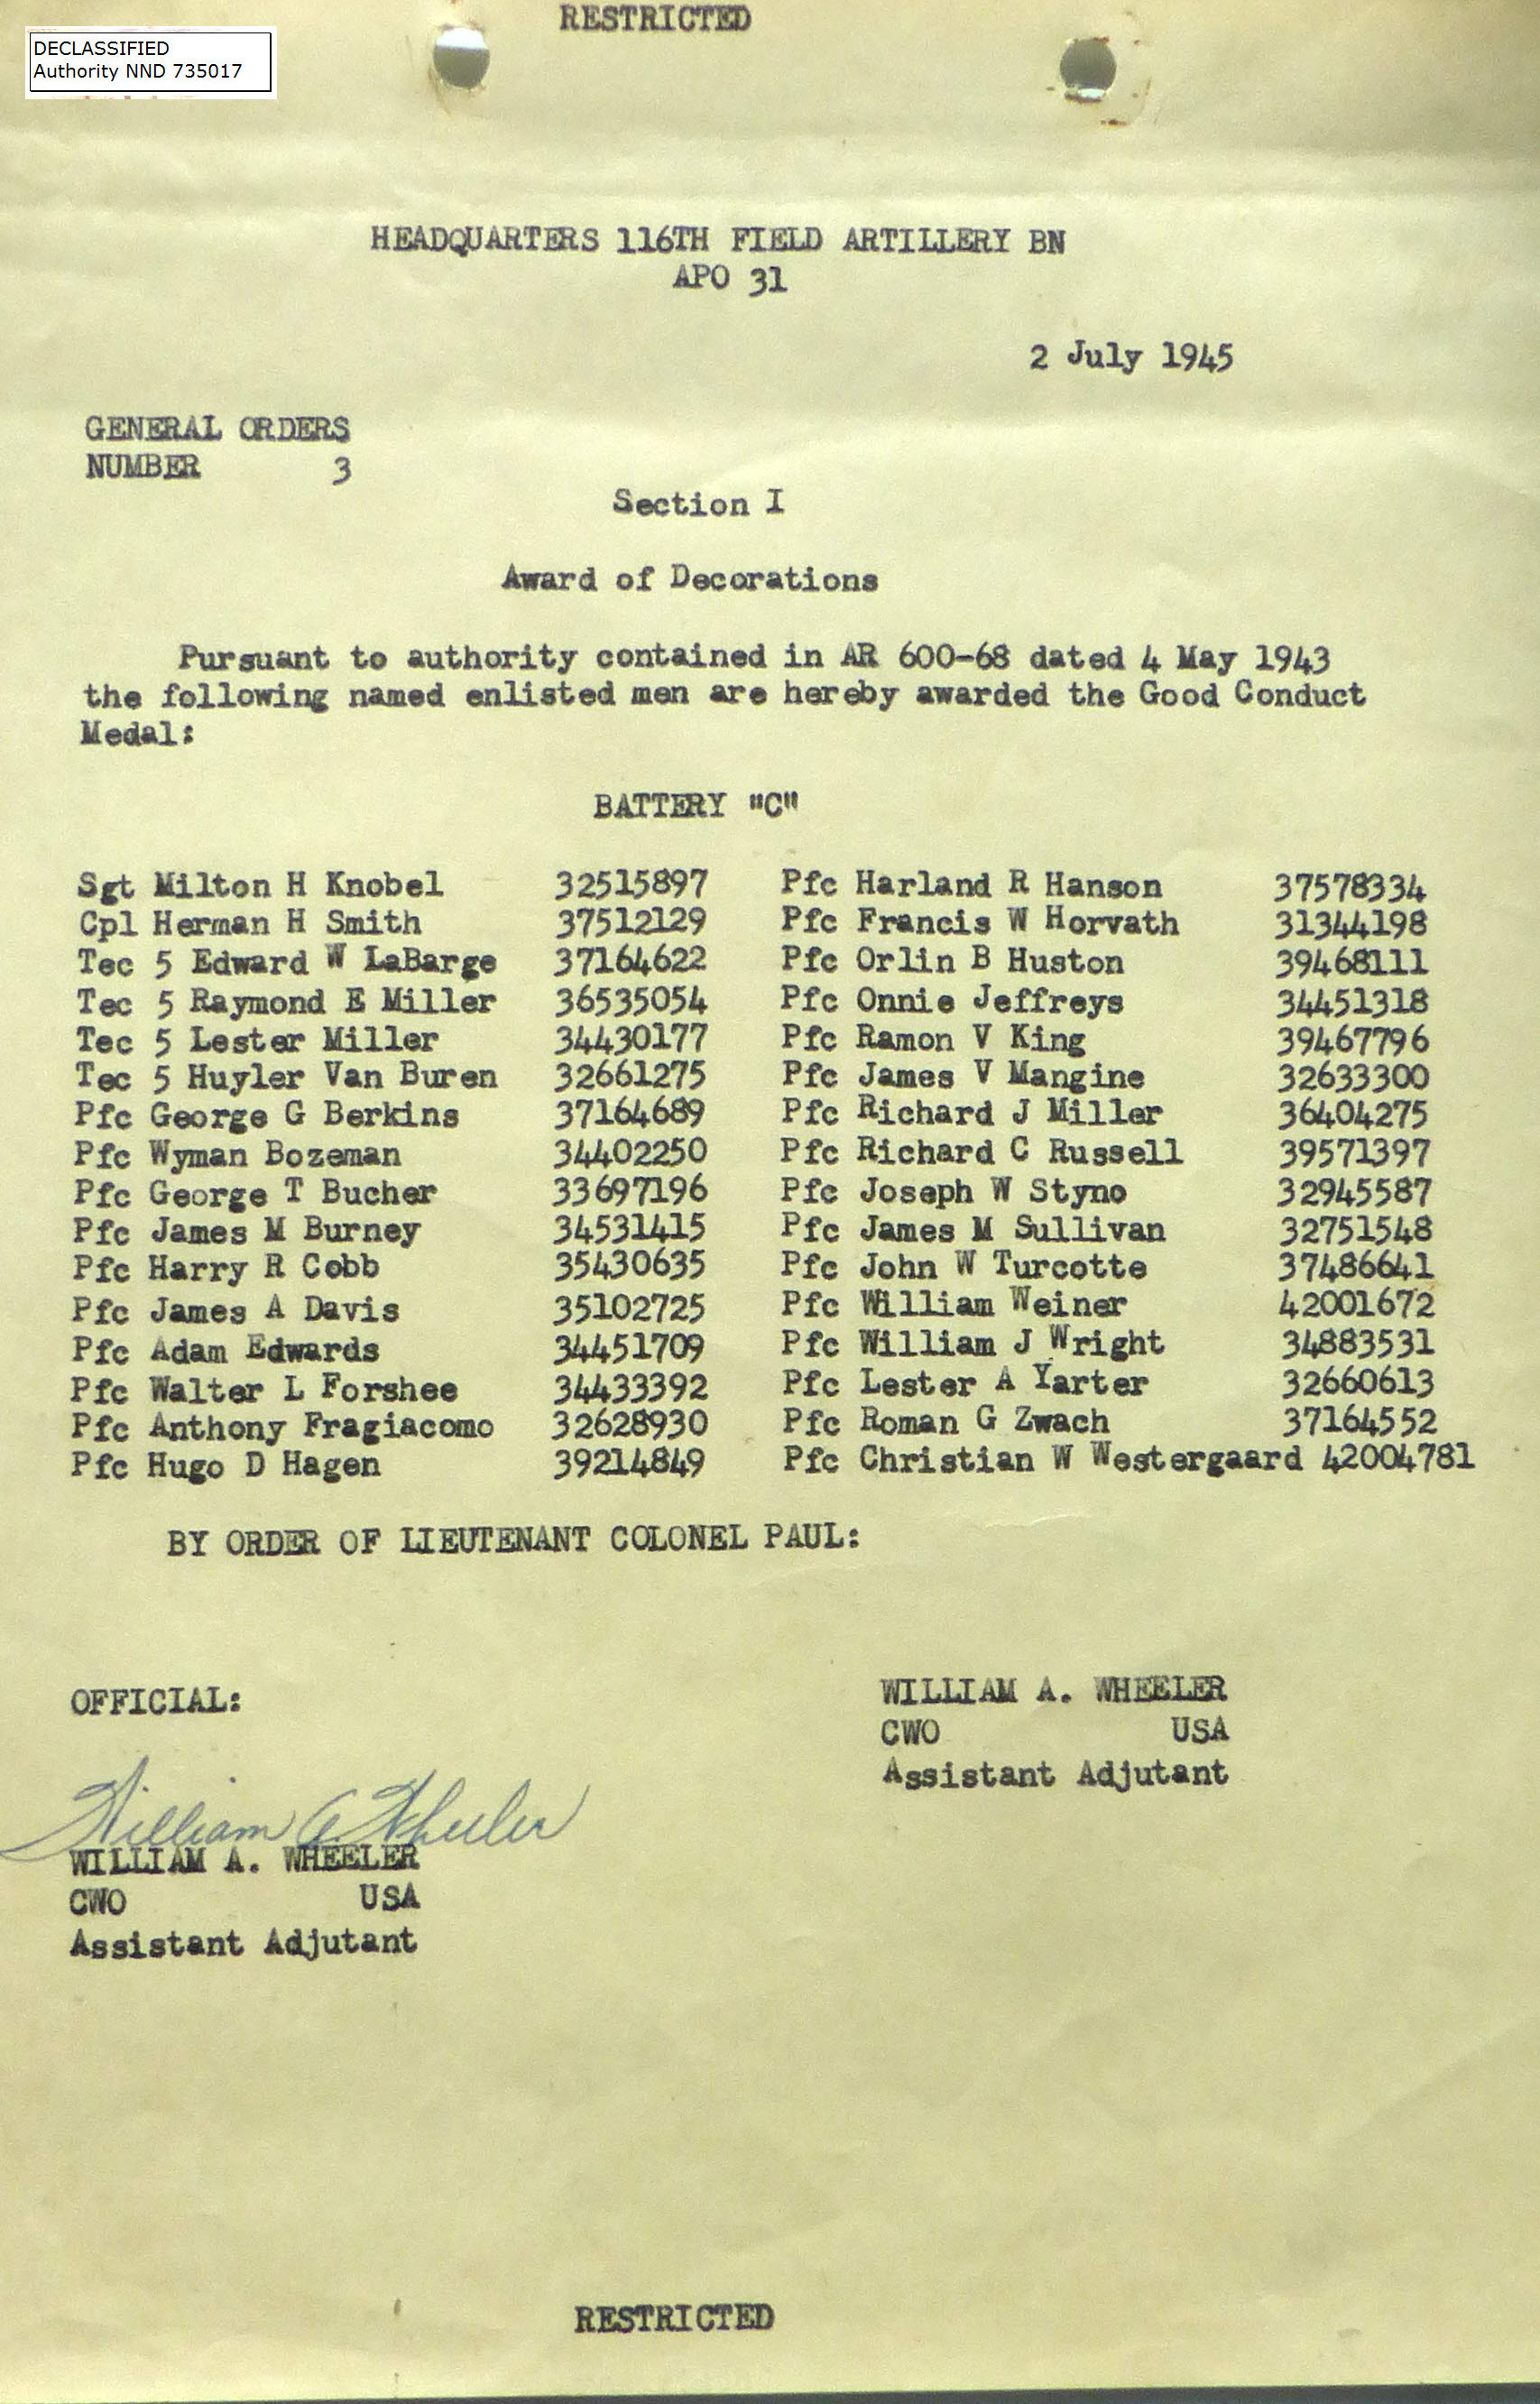 RESTRICTED
DECLASSIFIED
Authority NND 735017
HEADQUARTERS 116TH FIELD ARTILLERY BN
APO 31
2 July 1945
GENERAL ORDERS
NUMBER 3
Section I
Award of Decorations
Pursuant to authority contained in AR 600-68 dated 4 May 1943
the following named enlisted men are hereby awarded the Good Conduct
Medal:
BATTERY "C"
Sgt Milton H Knobel 32515897 Pfc Harland R Hanson 37578334
Cpl Herman H Smith 37512129 Pfc Francis W Horvath 31344198
Tec 5 Edward W LaBarge 37164622 Pfc Orlin B Huston 39468111
Tec 5 Raymond E Miller 36535054 Pfc Onnie Jeffreys 34451318
Tec 5 Lester Miller 34430177 Pfc Ramon V King 39467796
Tec 5 Huyler Van Buren 32661275 Pfc James V Mangine 32633300
Pfc George G Berkins 37164689 Pfc Richard J Miller 36404275
Pfc Wyman Bozeman 34402250 Pfc Richard C Russell 39571397
Pfc George T Bucher 33697196 Pfc Joseph W Styno 32945587
Pfc James M Burney 34531415 Pfc James M Sullivan 32751548
Pfc Harry R Cobb 35430635 Pfc John W Turcotte 37486641
Pfc James A Davis 35102725 Pfc William Weiner 42001672
Pfc Adam Edwards 34451709 Pfc William J Wright 34883531
Pfc Walter L Forshee 34433392 Pfc Lester A Yarter 32660613
Pfc Anthony Fragiacomo 32628930 Pfc Roman G Zwach 37164552
Pfc Hugo D Hagen 39214849 Pfc Christian W Westergaard 42004781
BY ORDER OF LIEUTENANT COLONEL PAUL:
WILLIAM A. WHEELER
CWO USA
Assistant Adjutant
OFFICIAL:
William A Wheeler
WILLIAM A. WHEELER
CWO USA
Assistant Adjutant
RESTRICTED